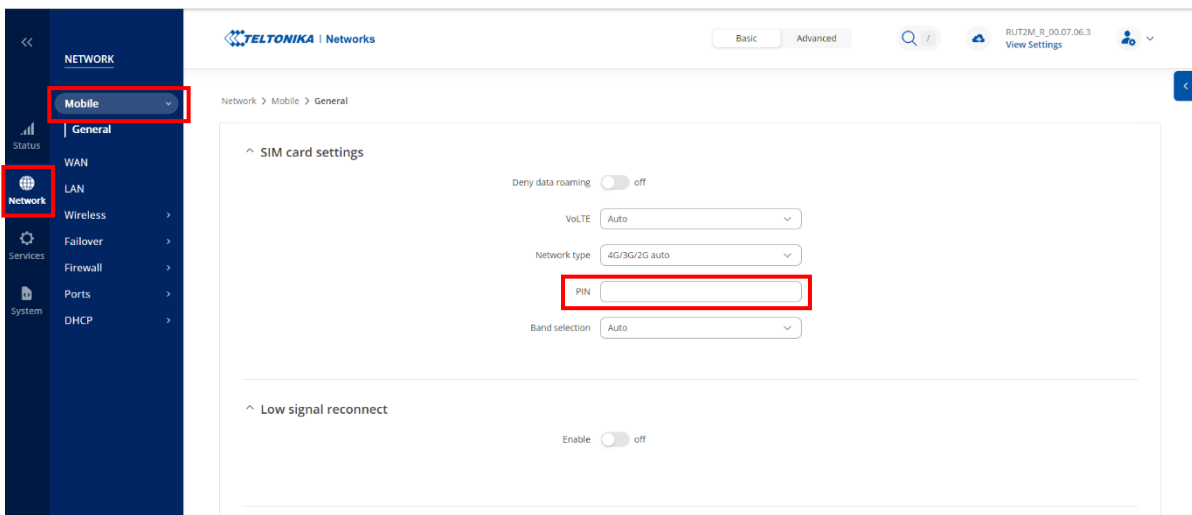 TELTONIKA | Networks
Basic
Advanced
/
RUT2M_R_00.07.06.3
View Settings
Status
Network
Services
System
NETWORK
Mobile
General
WAN
LAN
Wireless
Failover
Firewall
Ports
DHCP
Network > Mobile > General
SIM card settings
Deny data roaming off
VoLTE Auto
Network type 4G/3G/2G auto
PIN
Band selection Auto
Low signal reconnect
Enable off